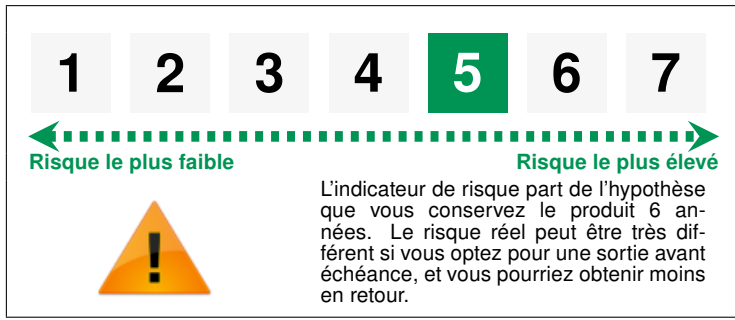 1 2 3 4 5 6 7
Risque le plus faible Risque le plus élevé
L'indicateur de risque part de l'hypothèse
que vous conservez le produit 6 an-
nées. Le risque réel peut être très dif-
férent si vous optez pour une sortie avant
échéance, et vous pourriez obtenir moins
en retour.